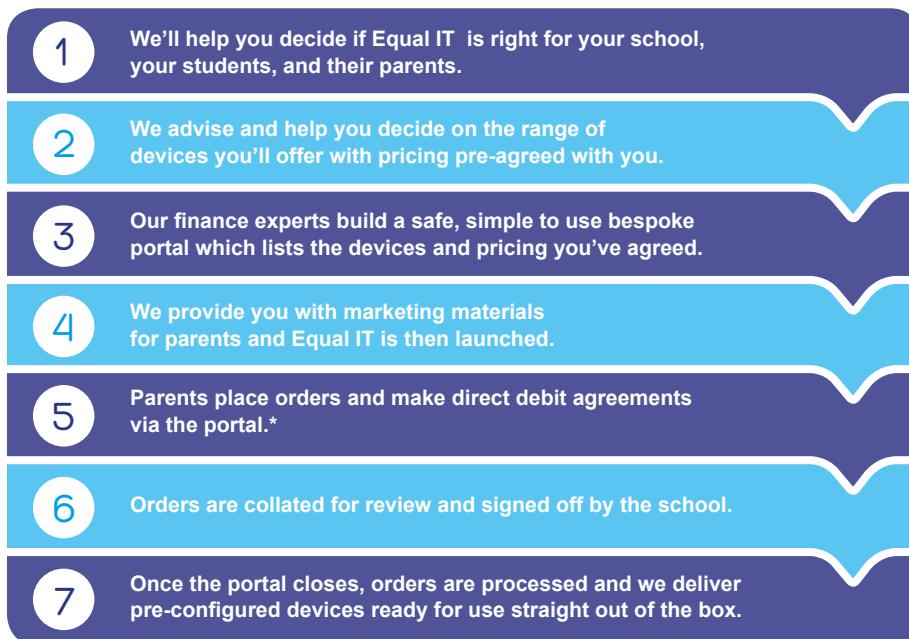 1
We’ll help you decide if Equal IT  is right for your school,
your students, and their parents.
2
We advise and help you decide on the range of
devices you’ll offer with pricing pre-agreed with you.
3
Our finance experts build a safe, simple to use bespoke
portal which lists the devices and pricing you’ve agreed.
4
We provide you with marketing materials
for parents and Equal IT is then launched.
5
Parents place orders and make direct debit agreements
via the portal.*
6
Orders are collated for review and signed off by the school.
7
Once the portal closes, orders are processed and we deliver
pre-configured devices ready for use straight out of the box.